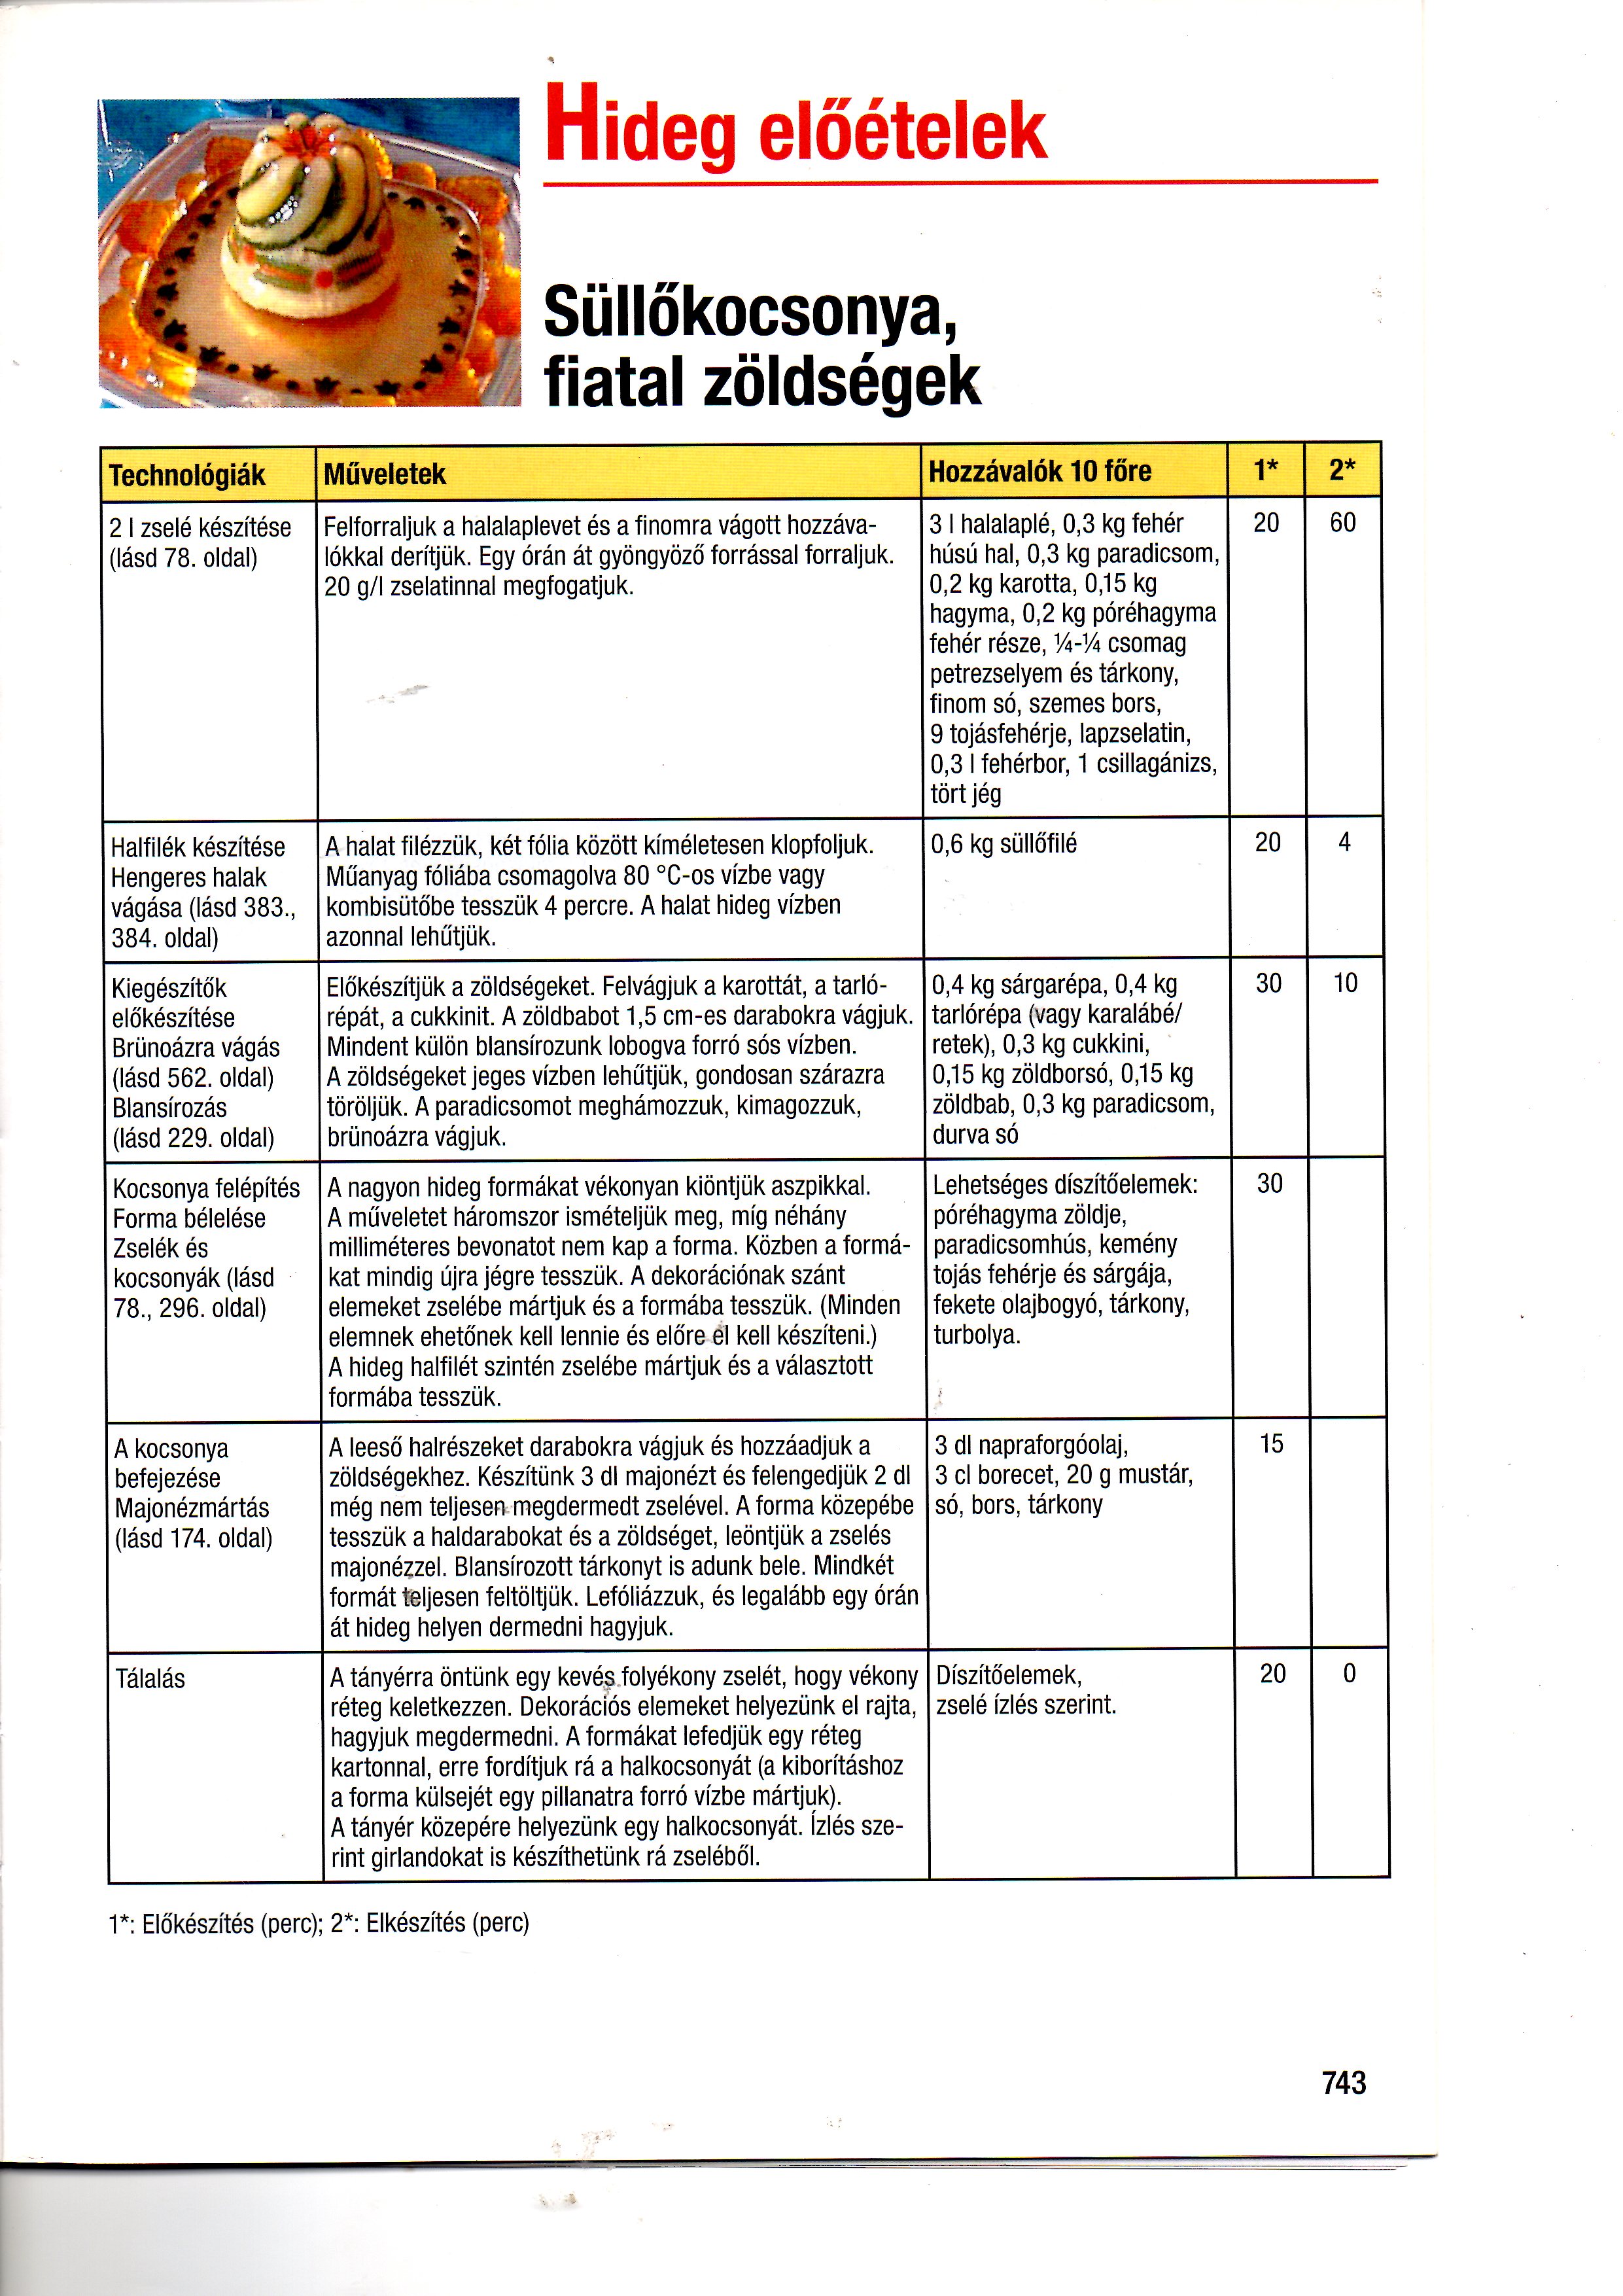 Hideg előételek
Süllőkocsonya,
fiatal zöldségek
Technológiák
Műveletek
Hozzávalók 10 főre
1*
2*
2 l zselé készítése
(lásd 78. oldal)
Felforraljuk a halalaplevet és a finomra vágott hozzáva-
lókkal derítjük. Egy órán át gyöngyöző forrással forraljuk.
20 g/l zselatinnal megfogatjuk.
3 l halalaplé, 0,3 kg fehér
húsú hal, 0,3 kg paradicsom,
0,2 kg karotta, 0,15 kg
hagyma, 0,2 kg póréhagyma
fehér része, ¼-¼ csomag
petrezselyem és tárkony,
finom só, szemes bors,
9 tojásfehérje, lapzselatin,
0,3 l fehérbor, 1 csillagánizs,
tört jég
20
60
Halfilék készítése
Hengeres halak
vágása (lásd 383.,
384. oldal)
A halat filézzük, két fólia között kíméletesen klopfoljuk.
Műanyag fóliába csomagolva 80 °C-os vízbe vagy
kombisütőbe tesszük 4 percre. A halat hideg vízben
azonnal lehűtjük.
0,6 kg süllőfilé
20
4
Kiegészítők
előkészítése
Brünoázra vágás
(lásd 562. oldal)
Blansírozás
(lásd 229. oldal)
Előkészítjük a zöldségeket. Felvágjuk a karottát, a tarló-
répát, a cukkinit. A zöldbabot 1,5 cm-es darabokra vágjuk.
Mindent külön blansírozunk lobogva forró sós vízben.
A zöldségeket jeges vízben lehűtjük, gondosan szárazra
töröljük. A paradicsomot meghámozzuk, kimagozzuk,
brünoázra vágjuk.
0,4 kg sárgarépa, 0,4 kg
tarlórépa (vagy karalábé/
retek), 0,3 kg cukkini,
0,15 kg zöldborsó, 0,15 kg
zöldbab, 0,3 kg paradicsom,
durva só
30
10
Kocsonya felépítés
Forma bélelése
Zselék és
kocsonyák (lásd
78., 296. oldal)
A nagyon hideg formákat vékonyan kiöntjük aszpikkal.
A műveletet háromszor ismételjük meg, míg néhány
milliméteres bevonatot nem kap a forma. Közben a formá-
kat mindig újra jégre tesszük. A dekorációnak szánt
elemeket zselébe mártjuk és a formába tesszük. (Minden
elemnek ehetőnek kell lennie és előre el kell készíteni.)
A hideg halfilét szintén zselébe mártjuk és a választott
formába tesszük.
Lehetséges díszítőelemek:
póréhagyma zöldje,
paradicsomhús, kemény
tojás fehérje és sárgája,
fekete olajbogyó, tárkony,
turbolya.
30
A kocsonya
befejezése
Majonézmártás
(lásd 174. oldal)
A leeső halrészeket darabokra vágjuk és hozzáadjuk a
zöldségekhez. Készítünk 3 dl majonézt és felengedjük 2 dl
még nem teljesen megdermedt zselével. A forma közepébe
tesszük a haldarabokat és a zöldséget, leöntjük a zselés
majonézzel. Blansírozott tárkonyt is adunk bele. Mindkét
formát teljesen feltöltjük. Lefóliázzuk, és legalább egy órán
át hideg helyen dermedni hagyjuk.
3 dl napraforgóolaj,
3 cl borecet, 20 g mustár,
só, bors, tárkony
15
Tálalás
A tányérra öntünk egy kevés folyékony zselét, hogy vékony
réteg keletkezzen. Dekorációs elemeket helyezünk el rajta,
hagyjuk megdermedni. A formákat lefedjük egy réteg
kartonnal, erre fordítjuk rá a halkocsonyát (a kiborításhoz
a forma külsejét egy pillanatra forró vízbe mártjuk).
A tányér közepére helyezünk egy halkocsonyát. Ízlés sze-
rint girlandokat is készíthetünk rá zseléből.
Díszítőelemek,
zselé ízlés szerint.
20
0
1*: Előkészítés (perc); 2*: Elkészítés (perc)
743